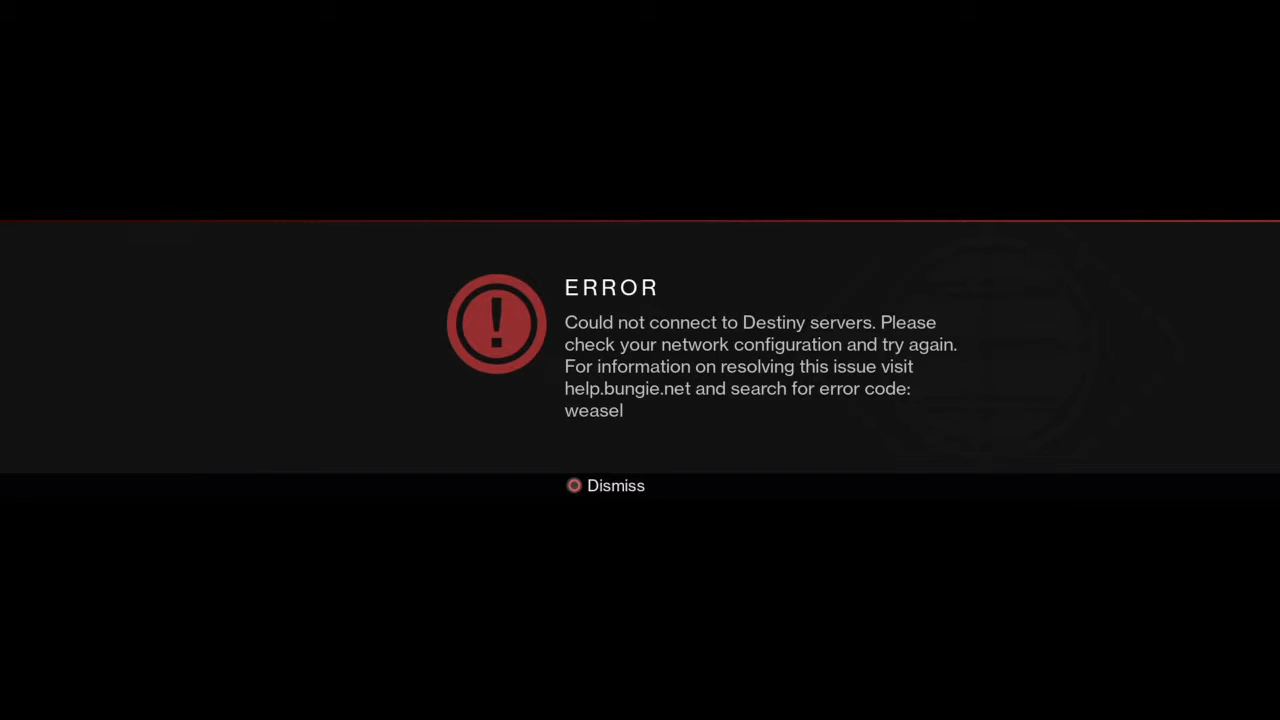 ERROR
Could not connect to Destiny servers. Please
check your network configuration and try again.
For information on resolving this issue visit
help.bungie.net and search for error code:
weasel
Dismiss